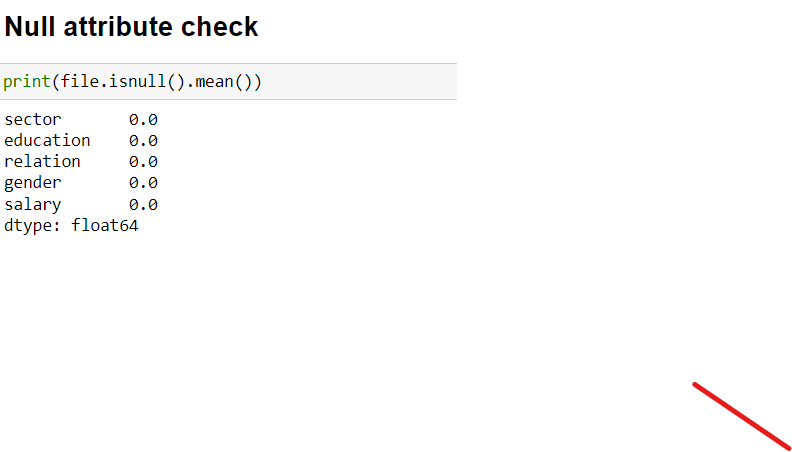 Null attribute check
print(file.isnull().mean())
sector       0.0
education    0.0
relation     0.0
gender       0.0
salary       0.0
dtype: float64